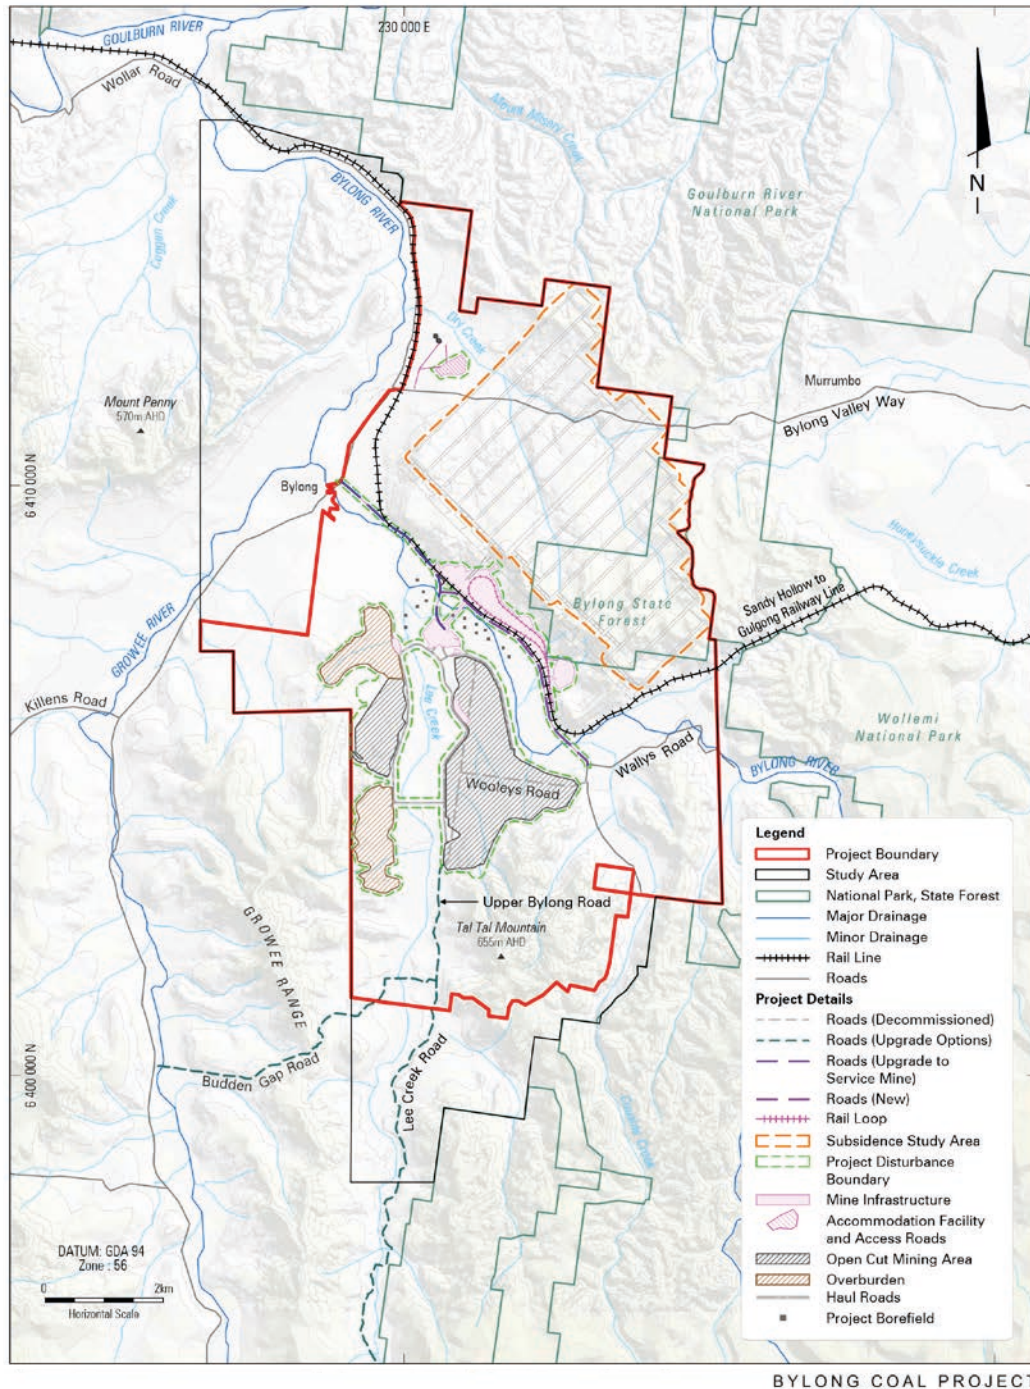 230 000 E
GOULBURN RIVER
Wollar Road
Mount Misery Creek
N
BYLONG RIVER
Goulburn River
National Park
Coggan Creek
Dry Creek
Mount Penny
570m AHD
Murrumbo
Bylong Valley Way
6 410 000 N
Bylong
Honeysuckle Creek
Sandy Hollow to
Gulgong Railway Line
Bylong State
Forest
GROWEE RIVER
Killens Road
Lee Creek
Wollemi
National Park
Wallys Road
BYLONG RIVER
Wooleys Road
Upper Bylong Road
Tal Tal Mountain
655m AHD
GROWEE RANGE
Budden Gap Road
Lee Creek Road
6 400 000 N
Legend
Project Boundary
Study Area
National Park, State Forest
Major Drainage
Minor Drainage
Rail Line
Roads
Project Details
Roads (Decommissioned)
Roads (Upgrade Options)
Roads (Upgrade to
Service Mine)
Roads (New)
Rail Loop
Subsidence Study Area
Project Disturbance
Boundary
Mine Infrastructure
Accommodation Facility
and Access Roads
Open Cut Mining Area
Overburden
Haul Roads
Project Borefield
DATUM: GDA 94
Zone : 56
0 2km
Horizontal Scale
BYLONG COAL PROJECT